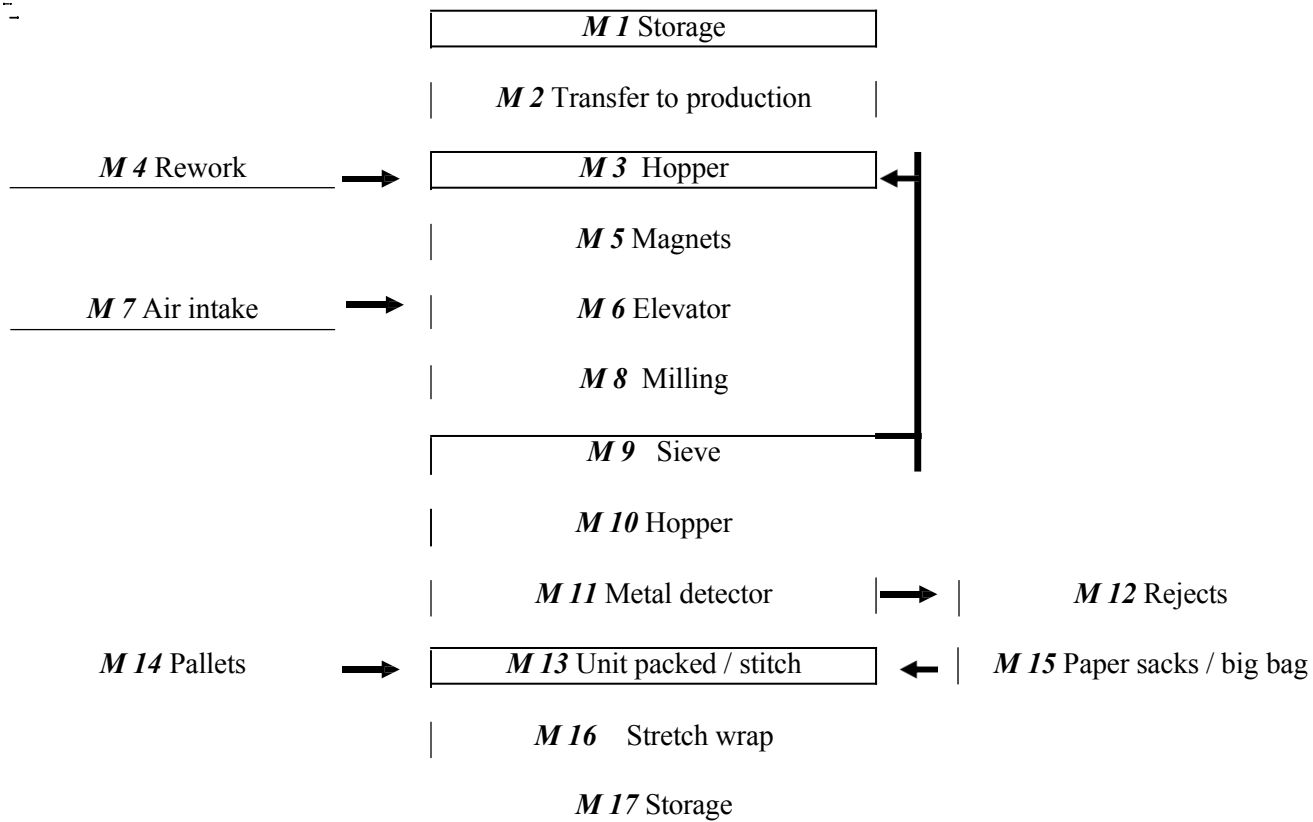 M 1 Storage
M 2 Transfer to production
M 4 Rework
M 3 Hopper
M 5 Magnets
M 7 Air intake
M 6 Elevator
M 8 Milling
M 9 Sieve
M 10 Hopper
M 11 Metal detector
M 12 Rejects
M 14 Pallets
M 13 Unit packed / stitch
M 15 Paper sacks / big bag
M 16 Stretch wrap
M 17 Storage